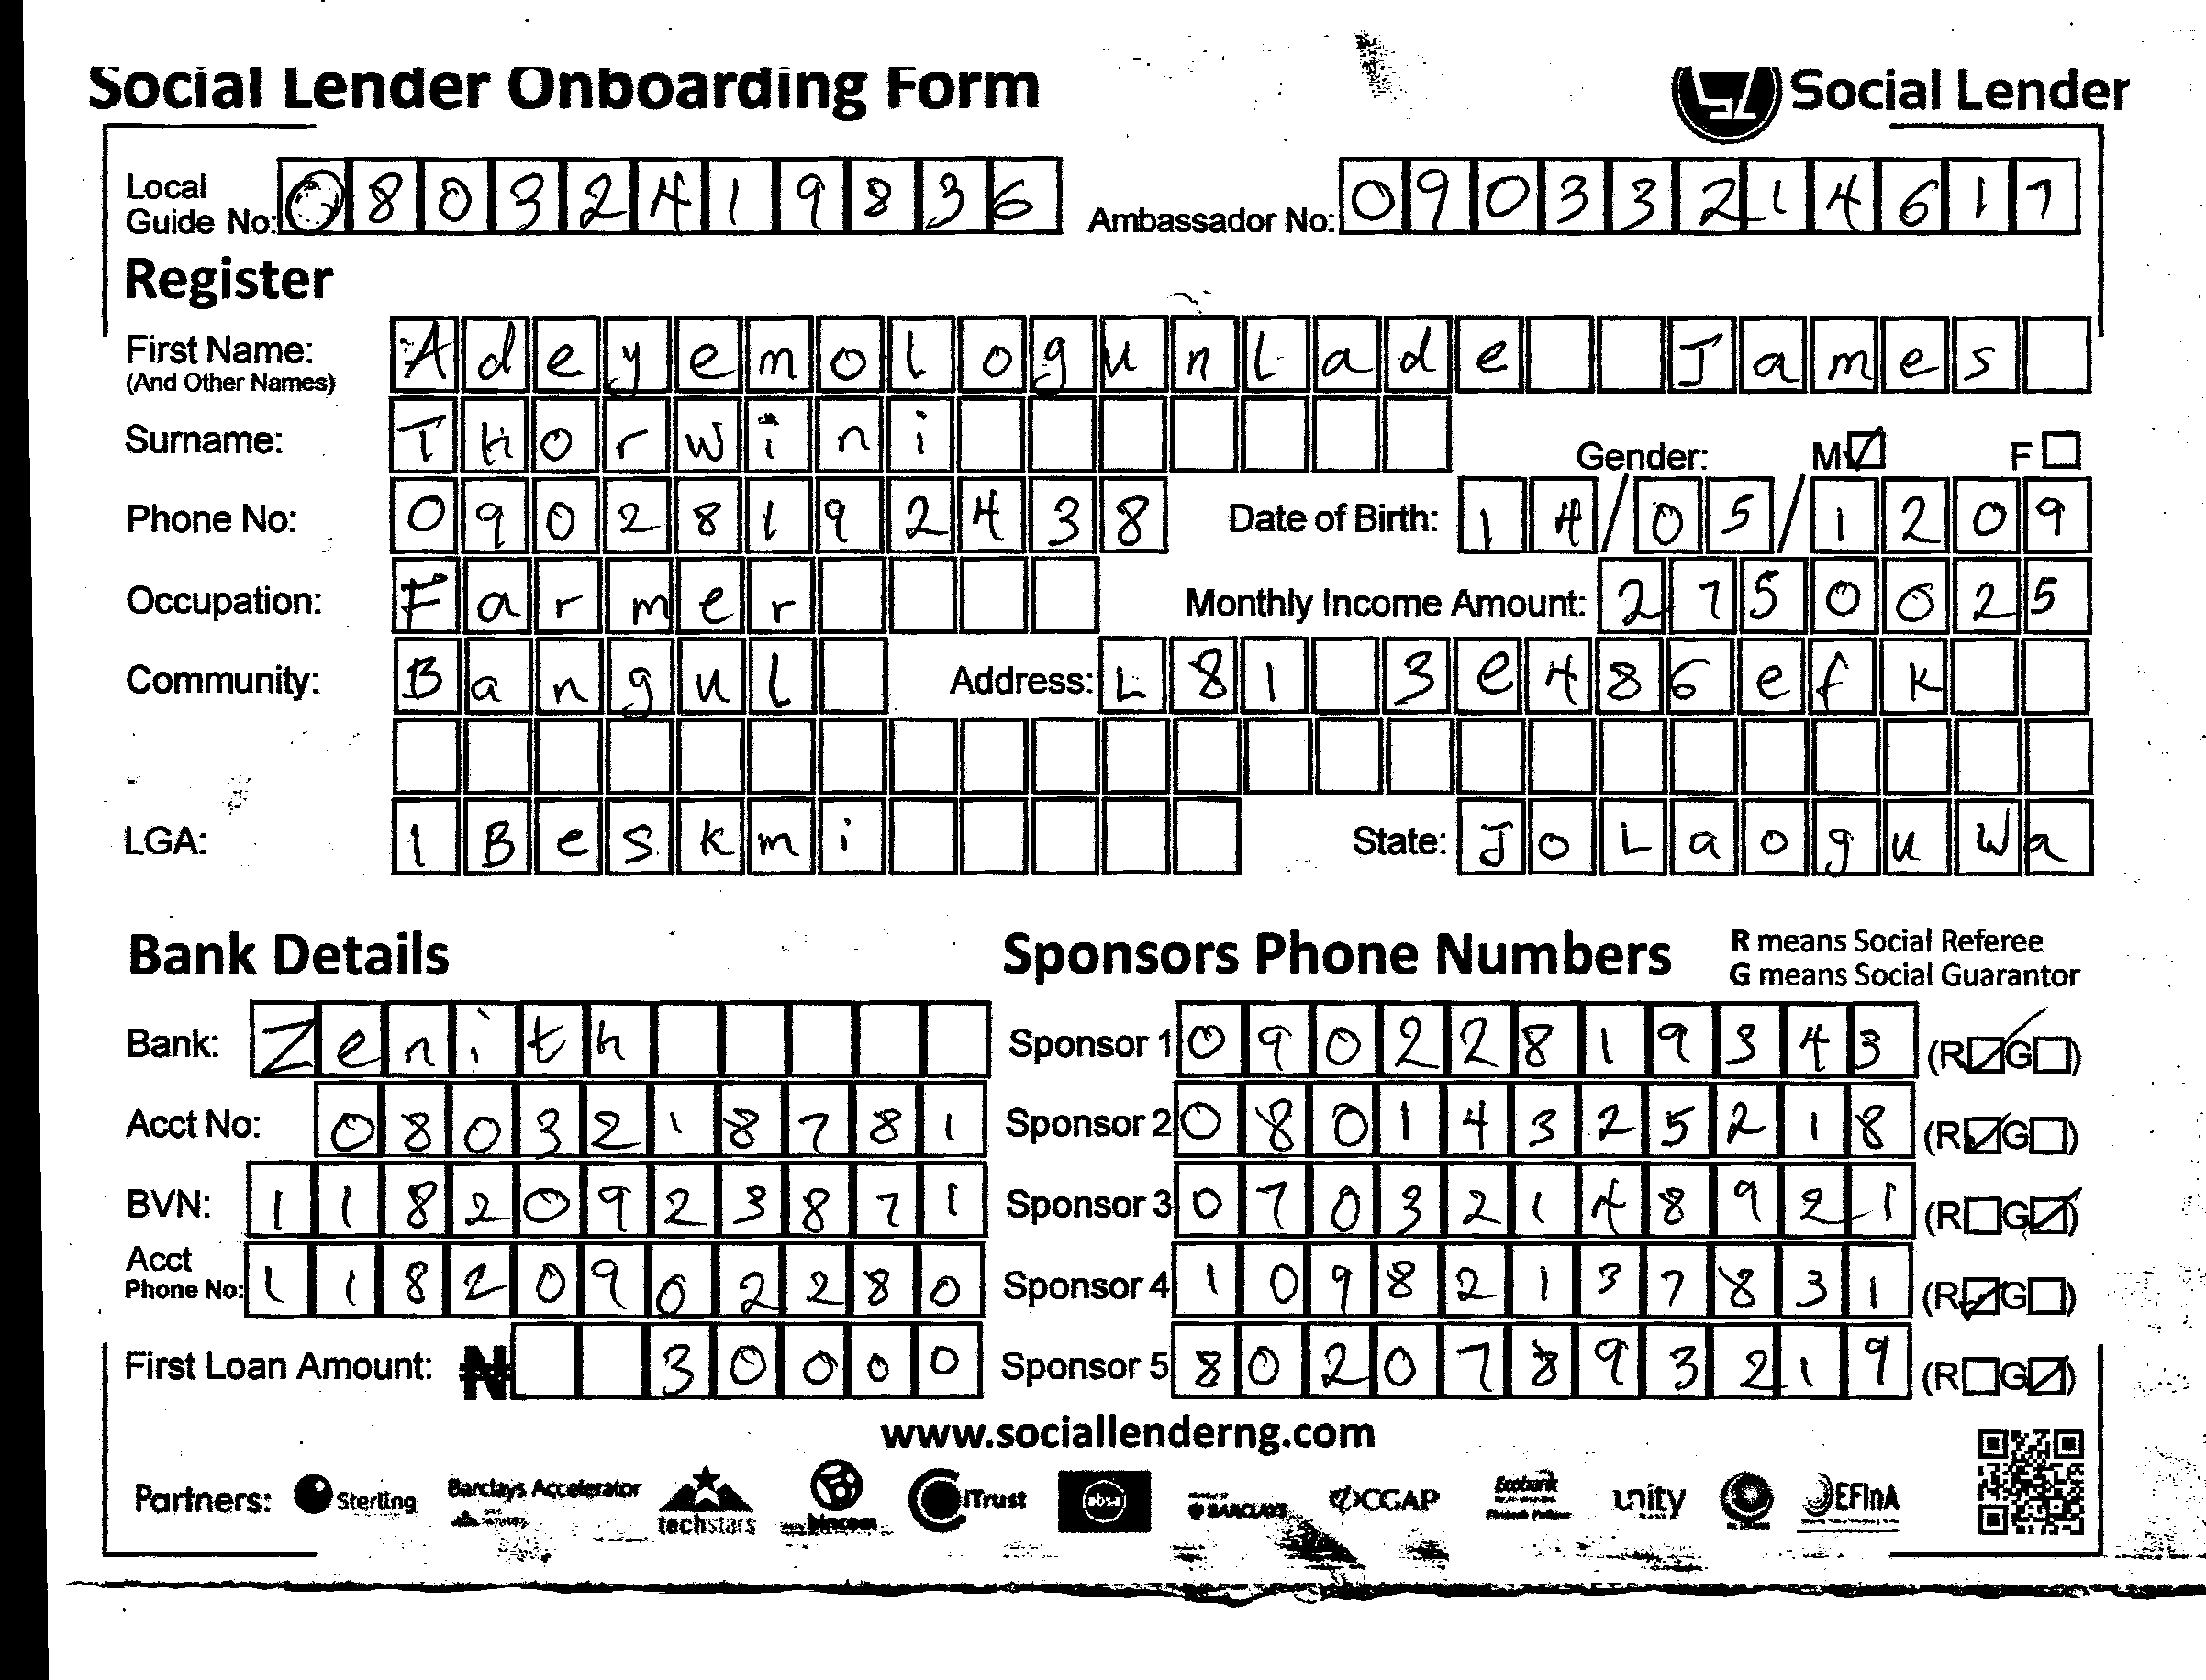 Social Lender Onboarding Form
Social Lender
Local Guide No: 08032419836 Ambassador No: 09033214617
Register
First Name: (And Other Names) Adeyemologunlade James
Surname: Thorwini Gender: M ☑ F ☐
Phone No: 09028192438 Date of Birth: 14/05/1209
Occupation: Farmer Monthly Income Amount: 2750025
Community: Bangul Address: L81 3e486efk
LGA: IBeskmi State: JoLaoguwa
Bank Details
Sponsors Phone Numbers
R means Social Referee
G means Social Guarantor
Bank: Zenith Sponsor 1 09022819343 (R☑G☐)
Acct No: 0803218781 Sponsor 2 08014325218 (R☑G☐)
BVN: 11820923871 Sponsor 3 07032148921 (R☐G☑)
Acct Phone No: 11820902280 Sponsor 4 10982137831 (R☑G☐)
First Loan Amount: ₦ 30000 Sponsor 5 80207893219 (R☐G☑)
www.sociallenderng.com
Partners: Sterling Barclays Accelerator techstars bincom CITrust absa BARCLAYS CGAP Ecobank unity EFInA